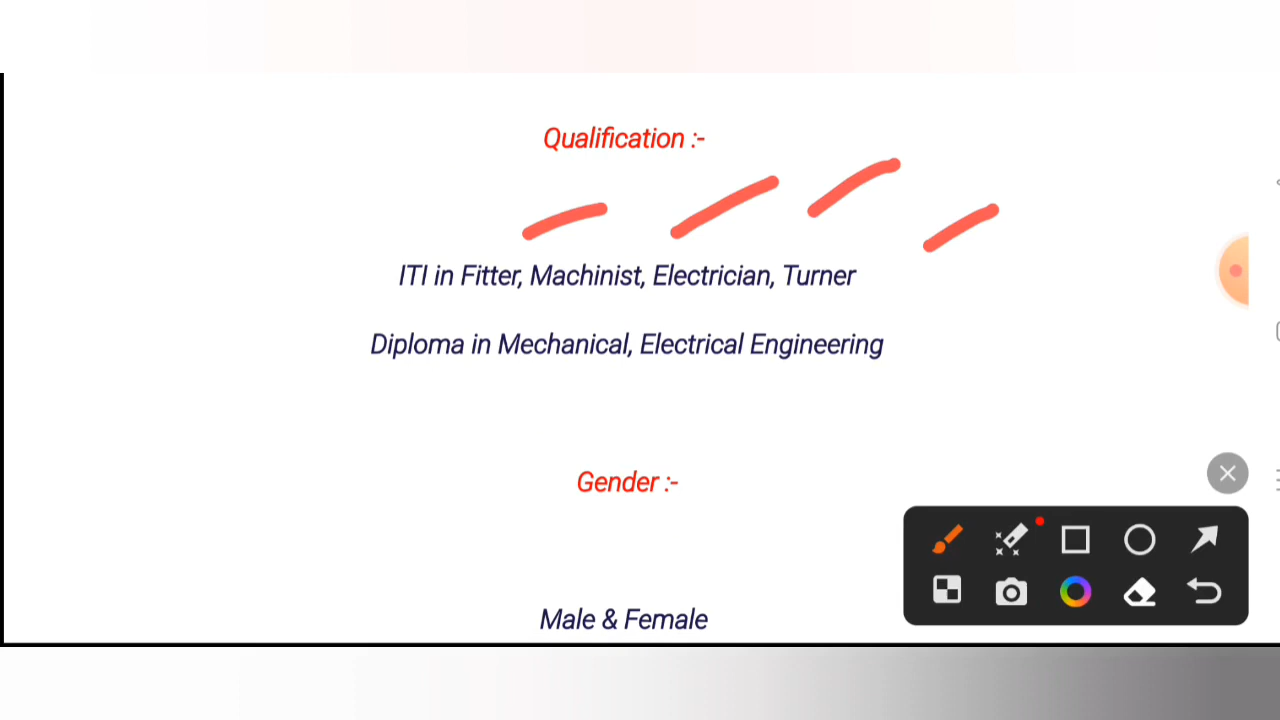 Qualification :-
ITI in Fitter, Machinist, Electrician, Turner
Diploma in Mechanical, Electrical Engineering
Gender :-
Male & Female